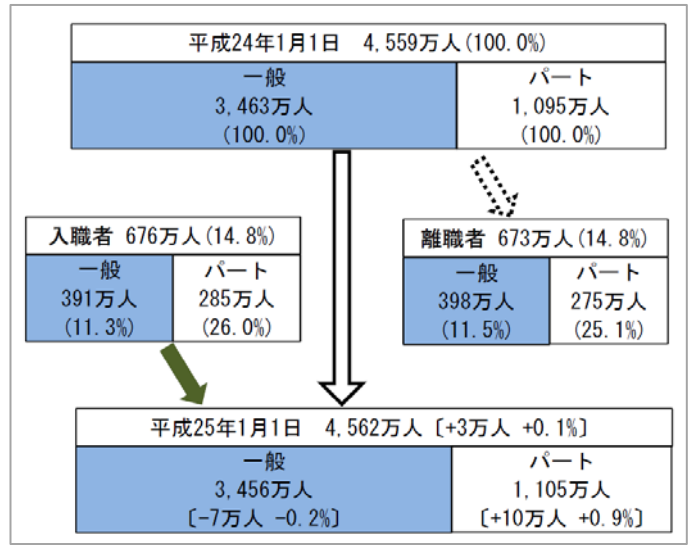 平成24年1月1日 4,559万人(100.0%)
一般
3,463万人
(100.0%)
パート
1,095万人
(100.0%)
入職者 676万人(14.8%)
一般
391万人
(11.3%)
パート
285万人
(26.0%)
離職者 673万人(14.8%)
一般
398万人
(11.5%)
パート
275万人
(25.1%)
平成25年1月1日 4,562万人〔+3万人 +0.1%〕
一般
3,456万人
〔-7万人 -0.2%〕
パート
1,105万人
〔+10万人 +0.9%〕